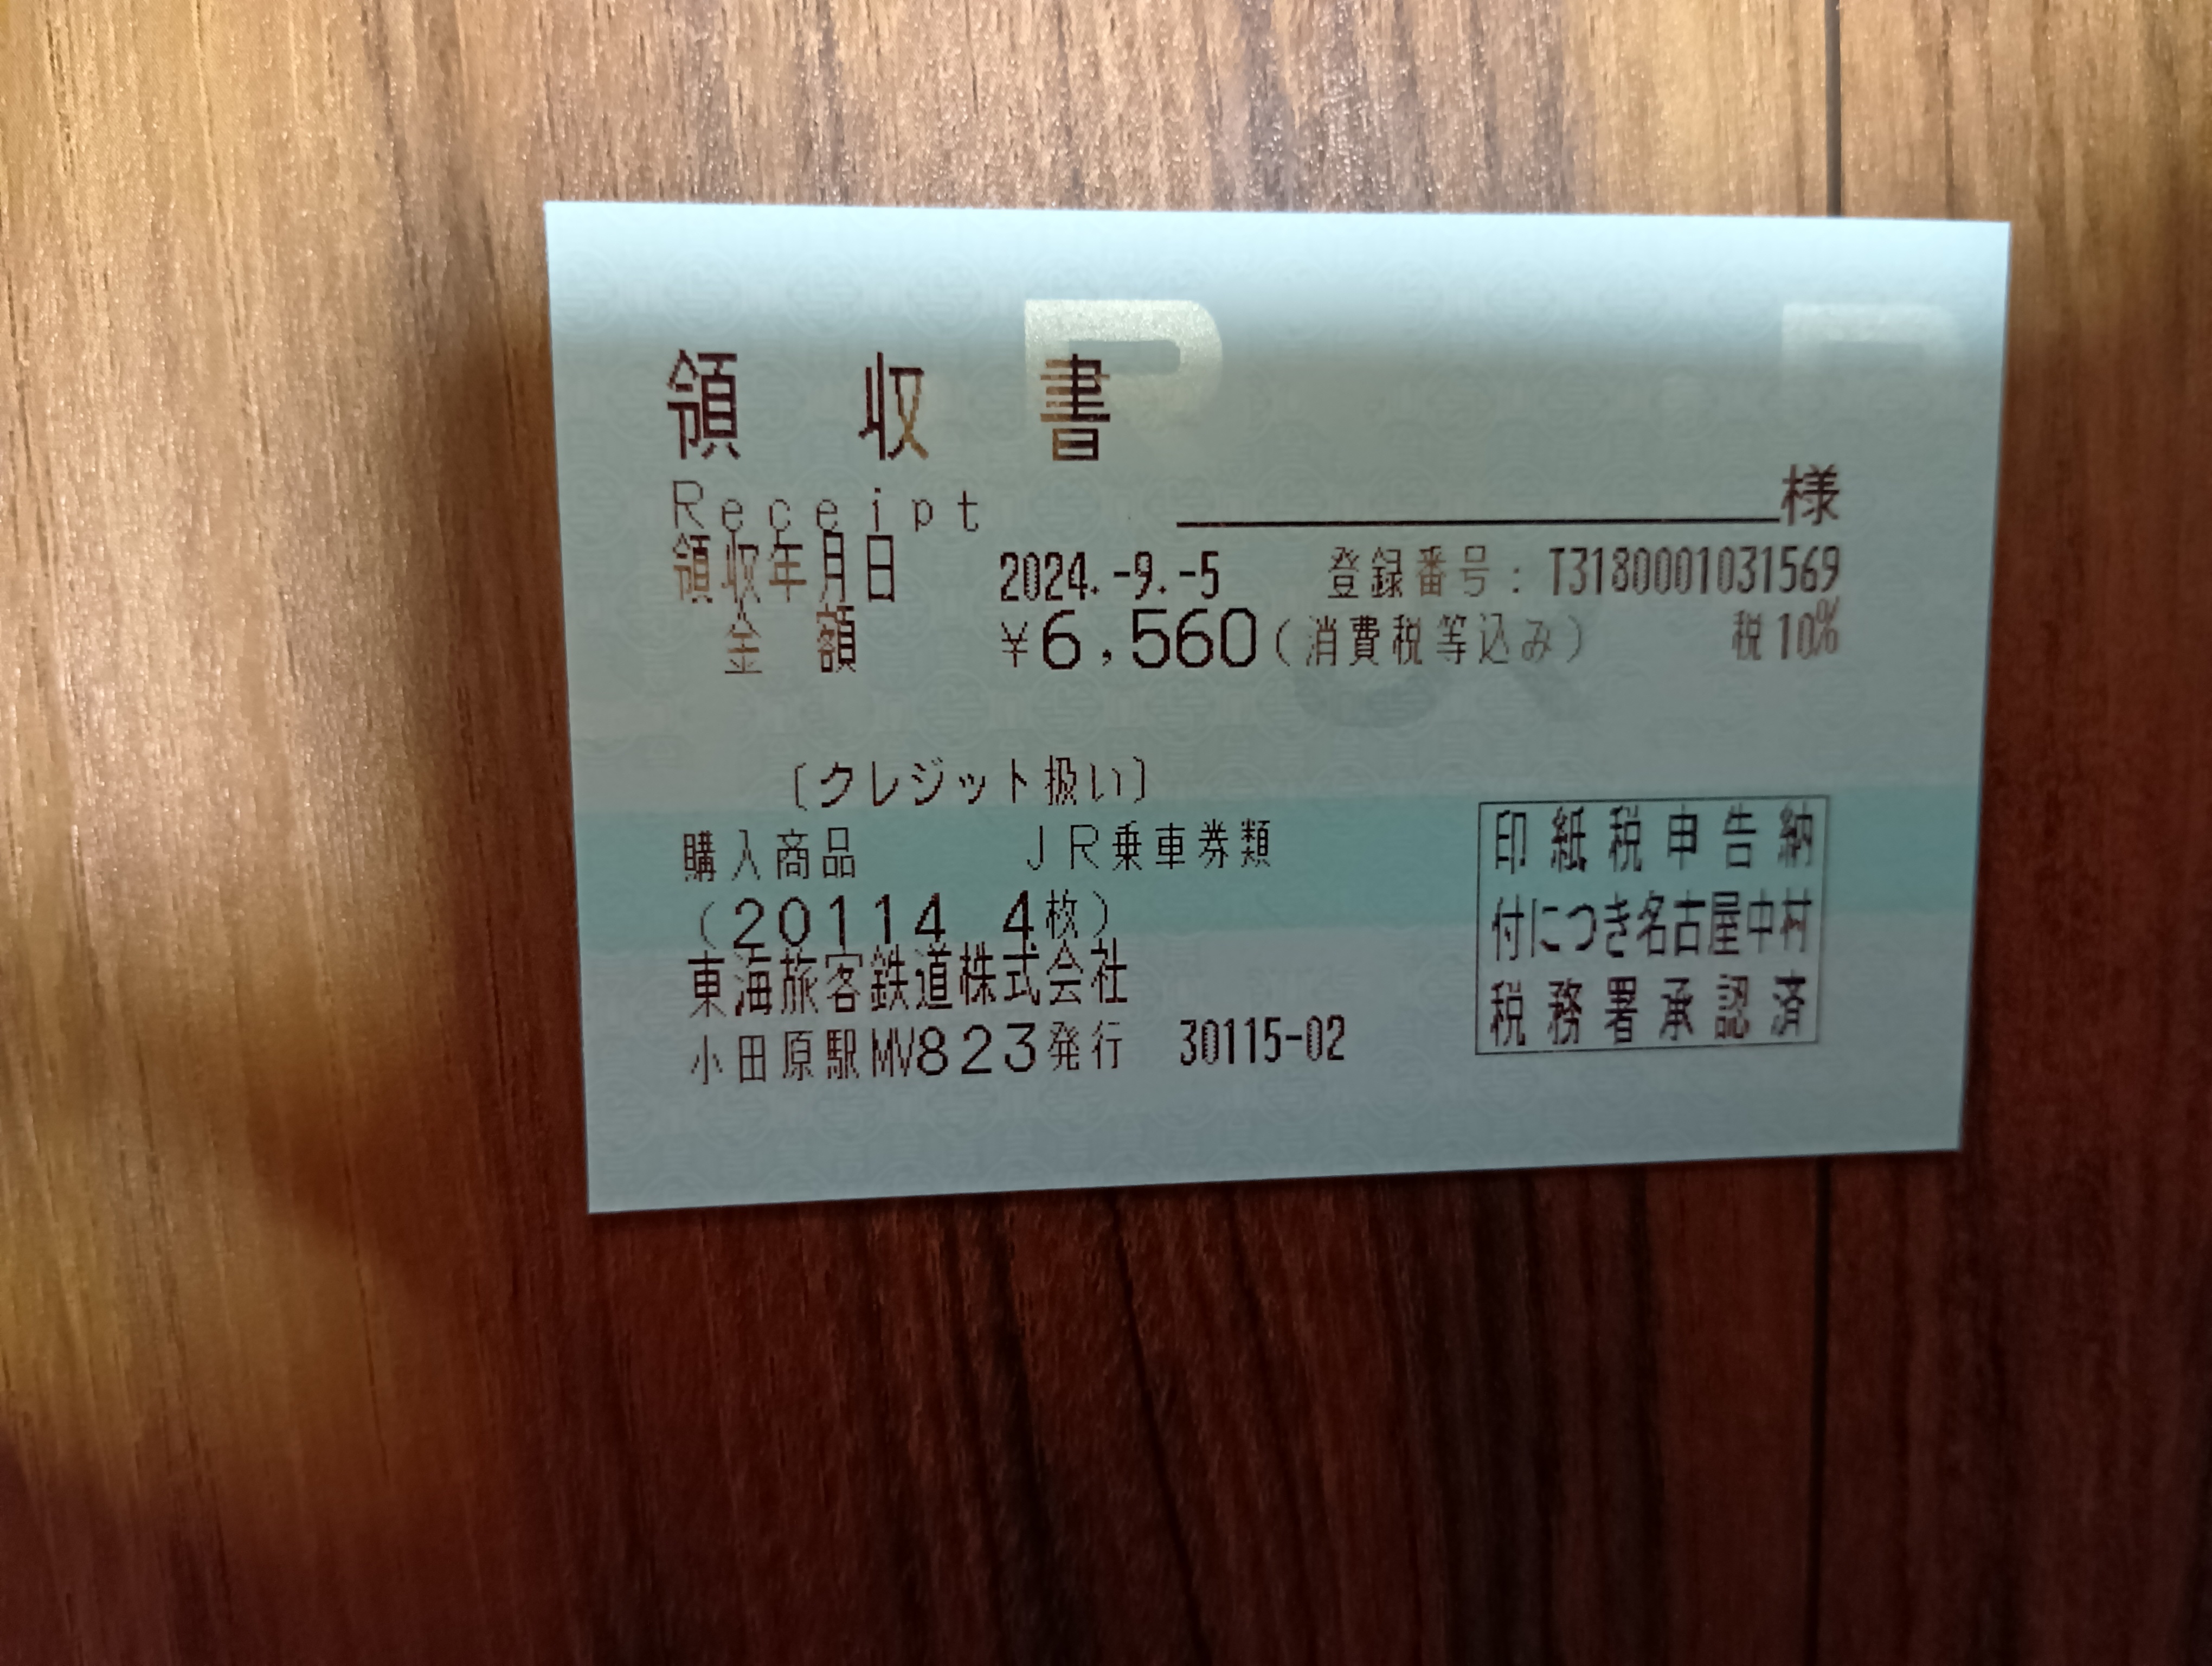 領収書
Receipt
様
領収年月日 2024.-9.-5 登録番号：T3180001031569
金額 ¥6,560(消費税等込み) 税10%
〔クレジット扱い〕
購入商品 JR乗車券類
(20114 4枚)
東海旅客鉄道株式会社
小田原駅MV823発行 30115-02
印紙税申告納
付につき名古屋中村
税務署承認済